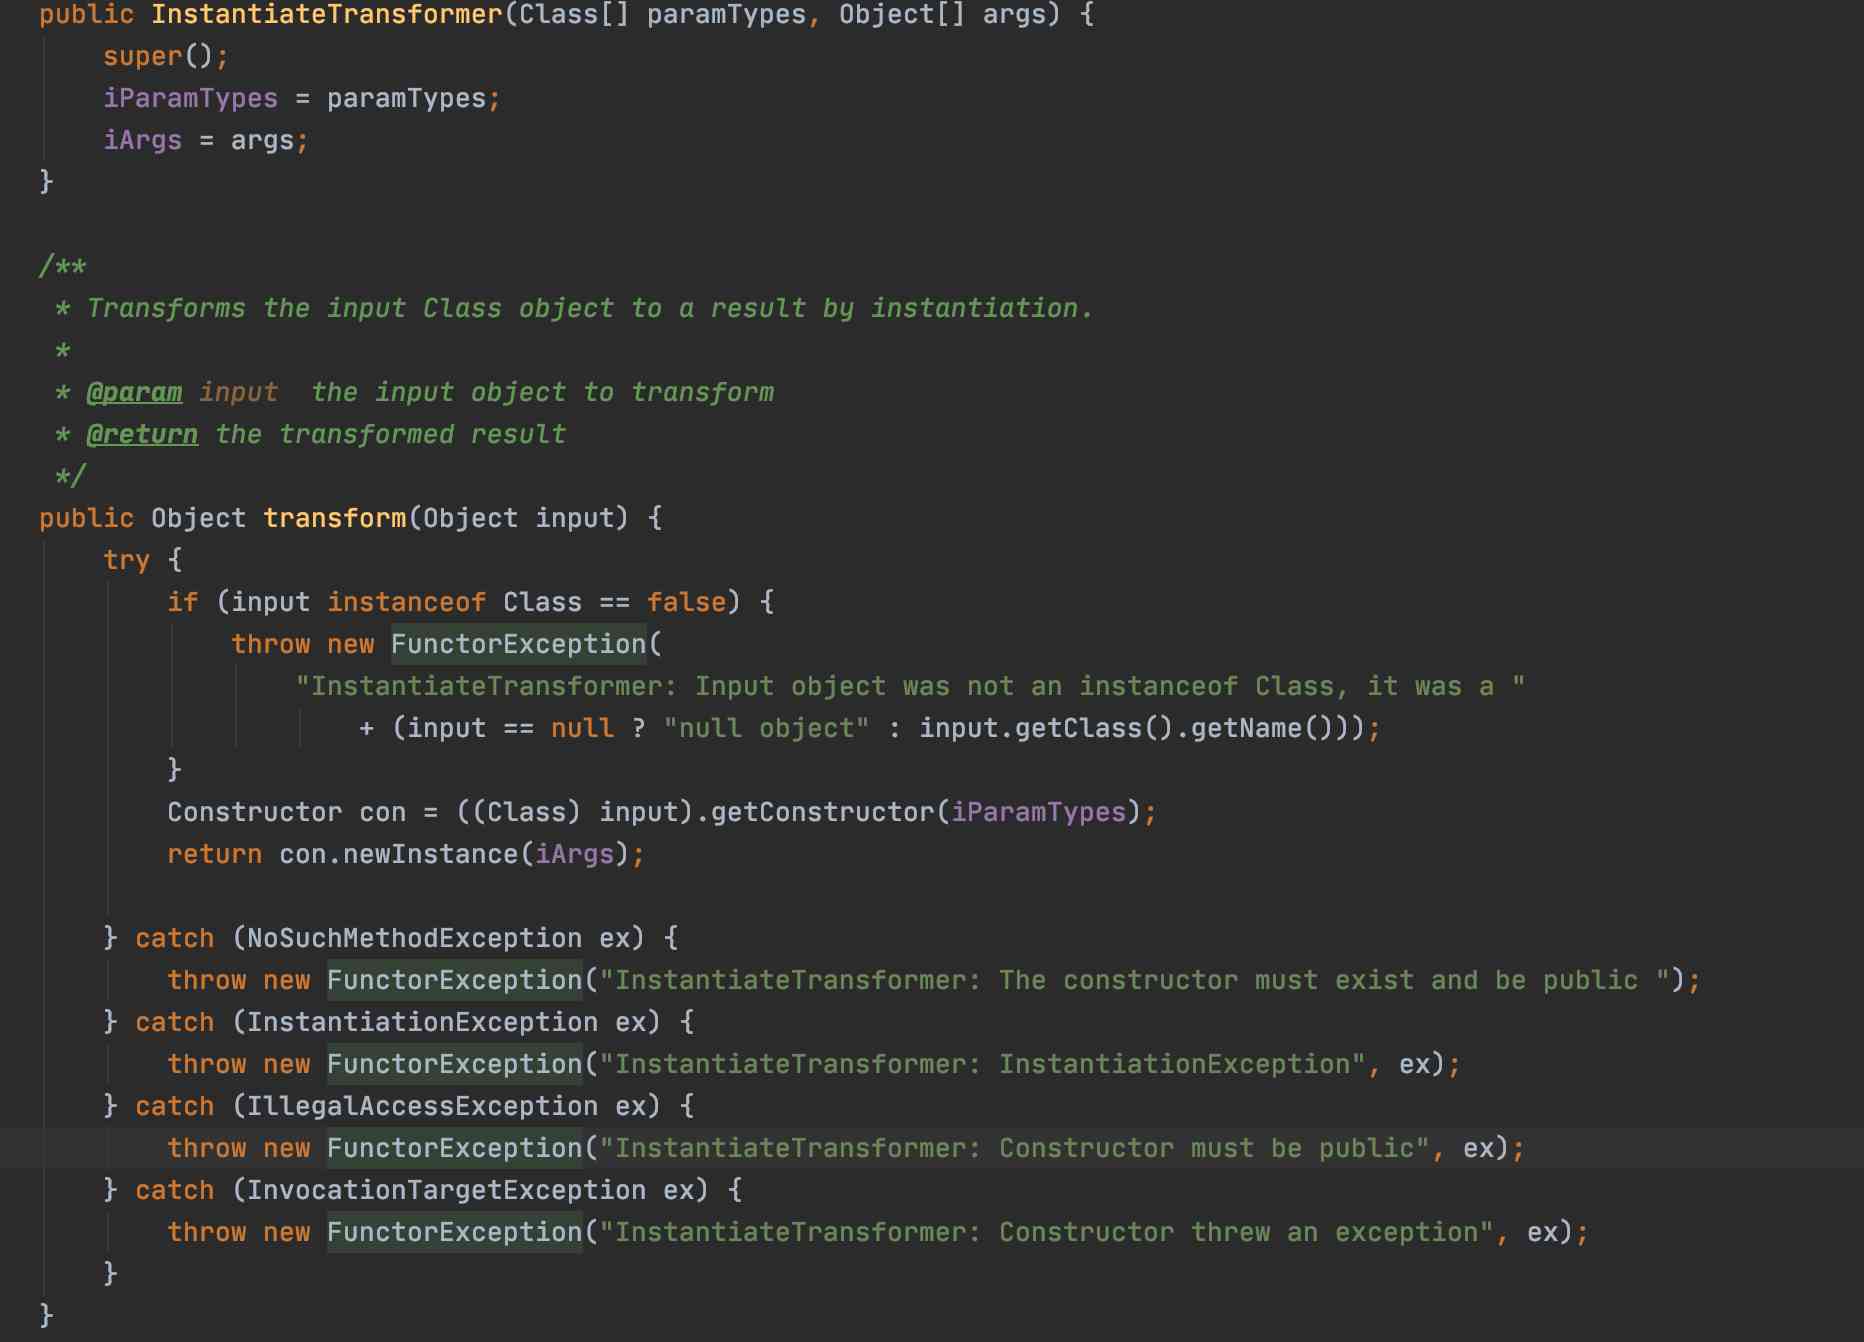 public InstantiateTransformer(Class[] paramTypes, Object[] args) {
    super();
    iParamTypes = paramTypes;
    iArgs = args;
}

/**
 * Transforms the input Class object to a result by instantiation.
 *
 * @param input  the input object to transform
 * @return the transformed result
 */
public Object transform(Object input) {
    try {
        if (input instanceof Class == false) {
            throw new FunctorException(
                "InstantiateTransformer: Input object was not an instanceof Class, it was a "
                    + (input == null ? "null object" : input.getClass().getName()));
        }
        Constructor con = ((Class) input).getConstructor(iParamTypes);
        return con.newInstance(iArgs);

    } catch (NoSuchMethodException ex) {
        throw new FunctorException("InstantiateTransformer: The constructor must exist and be public ");
    } catch (InstantiationException ex) {
        throw new FunctorException("InstantiateTransformer: InstantiationException", ex);
    } catch (IllegalAccessException ex) {
        throw new FunctorException("InstantiateTransformer: Constructor must be public", ex);
    } catch (InvocationTargetException ex) {
        throw new FunctorException("InstantiateTransformer: Constructor threw an exception", ex);
    }
}